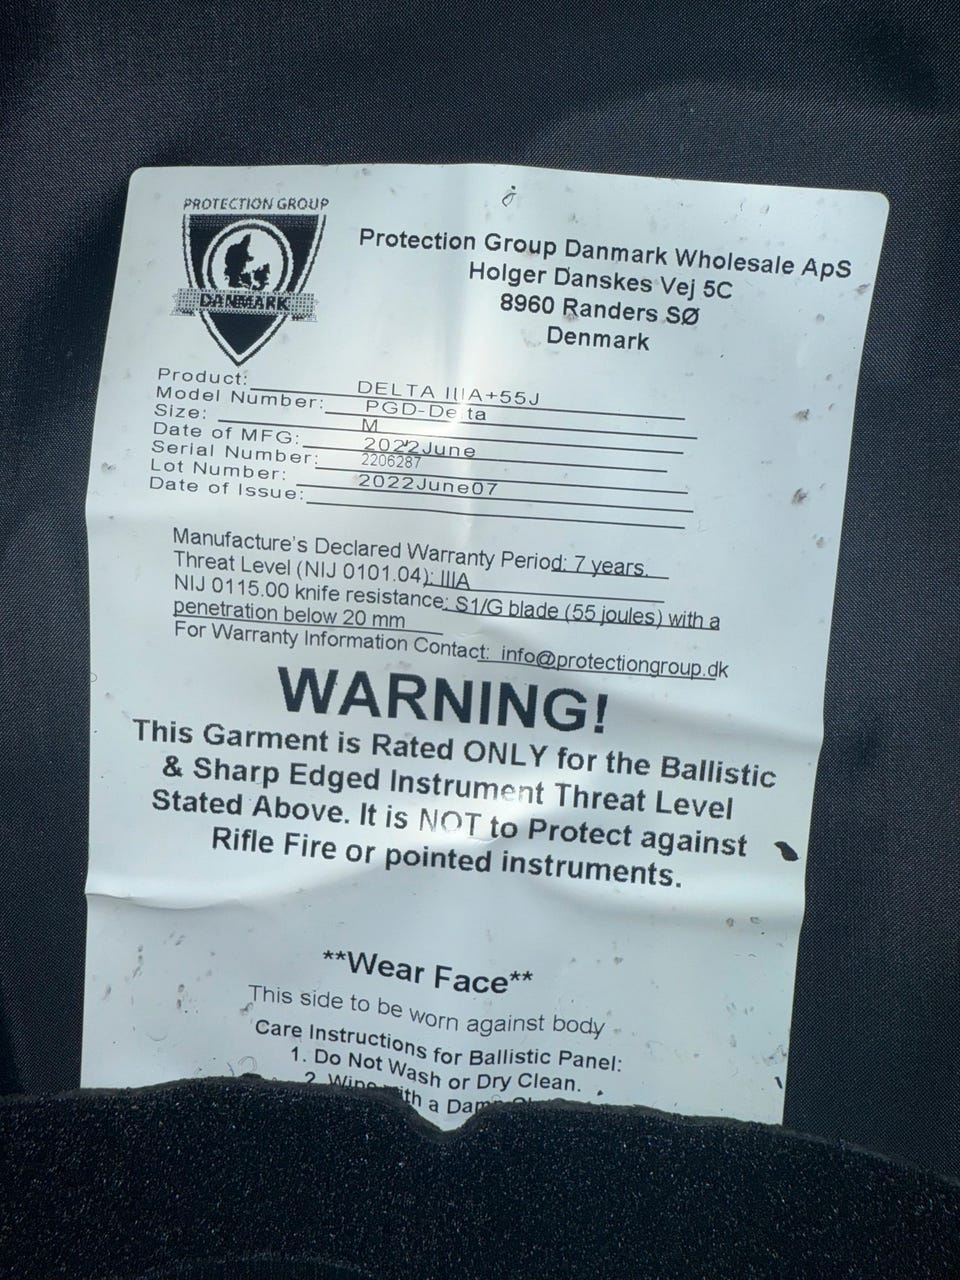 PROTECTION GROUP
DANMARK
Protection Group Danmark Wholesale ApS
Holger Danskes Vej 5C
8960 Randers SØ
Denmark
Product: DELTA IIIA+55J
Model Number: PGD-Delta
Size: M
Date of MFG: 2022June
Serial Number: 2206287
Lot Number: 2022June07
Date of Issue:
Manufacture's Declared Warranty Period: 7 years.
Threat Level (NIJ 0101.04): IIIA
NIJ 0115.00 knife resistance: S1/G blade (55 joules) with a
penetration below 20 mm
For Warranty Information Contact: info@protectiongroup.dk
WARNING!
This Garment is Rated ONLY for the Ballistic
& Sharp Edged Instrument Threat Level
Stated Above. It is NOT to Protect against
Rifle Fire or pointed instruments.
**Wear Face**
This side to be worn against body
Care Instructions for Ballistic Panel:
1. Do Not Wash or Dry Clean.
2. Wipe with a Damp